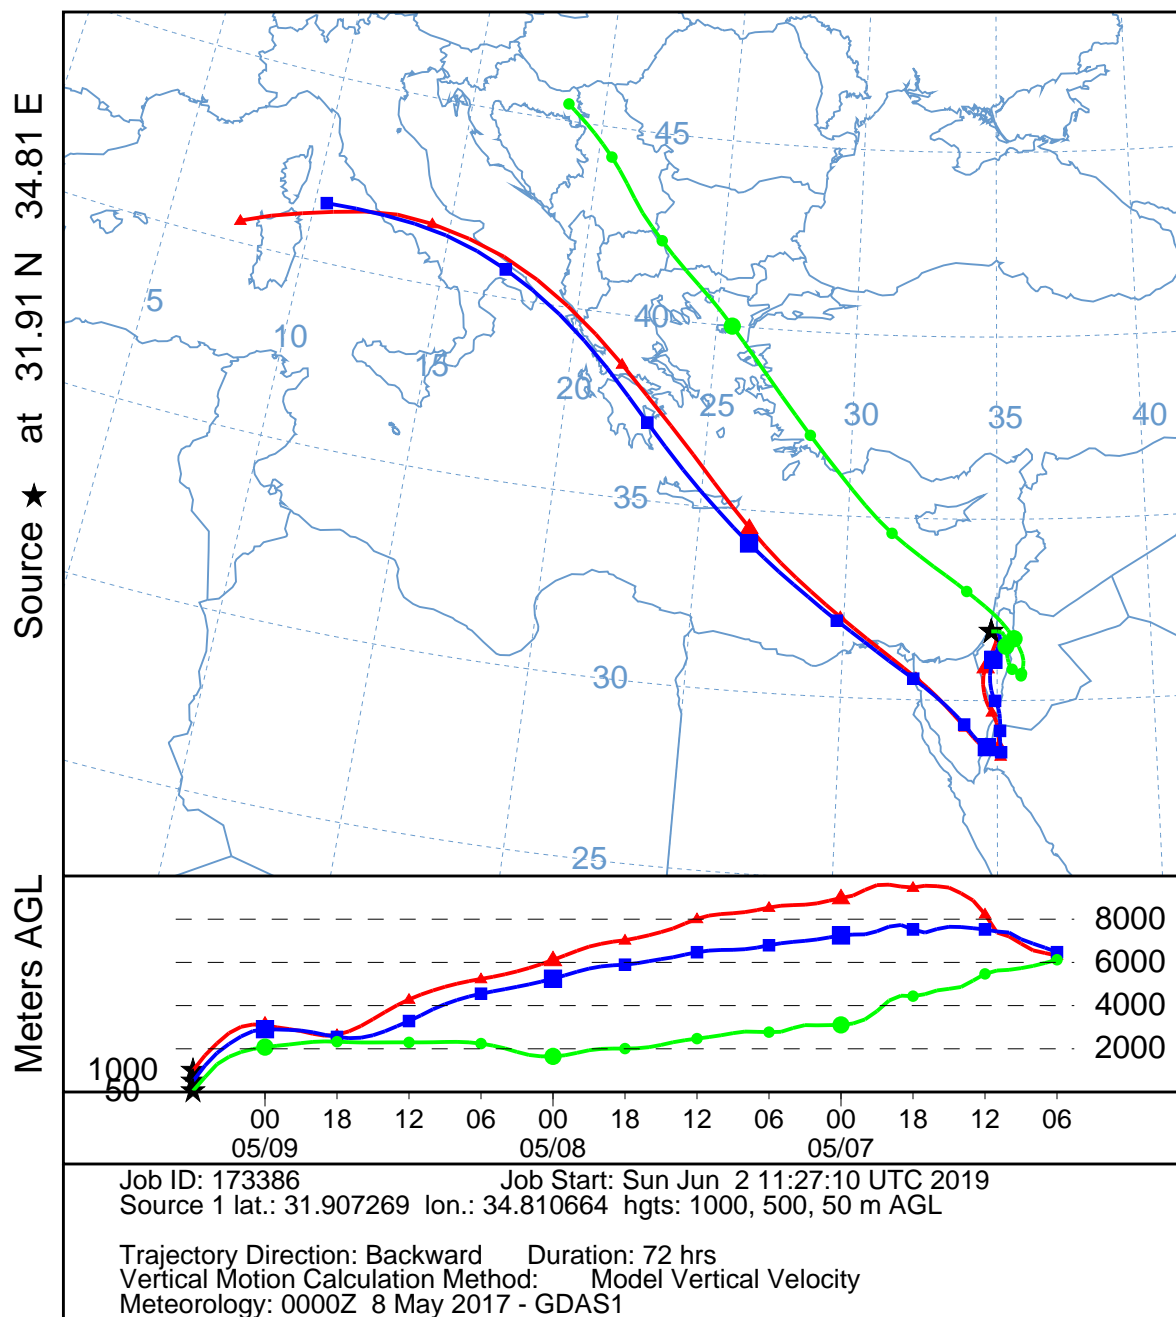 Source ★ at 31.91 N 34.81 E
45
40
5
10
15
20
25
30
35
40
35
30
25
Meters AGL
8000
6000
4000
2000
1000
50
00 18 12 06 00 18 12 06 00 18 12 06
05/09 05/08 05/07
Job ID: 173386 Job Start: Sun Jun 2 11:27:10 UTC 2019
Source 1 lat.: 31.907269 lon.: 34.810664 hgts: 1000, 500, 50 m AGL
Trajectory Direction: Backward Duration: 72 hrs
Vertical Motion Calculation Method: Model Vertical Velocity
Meteorology: 0000Z 8 May 2017 - GDAS1